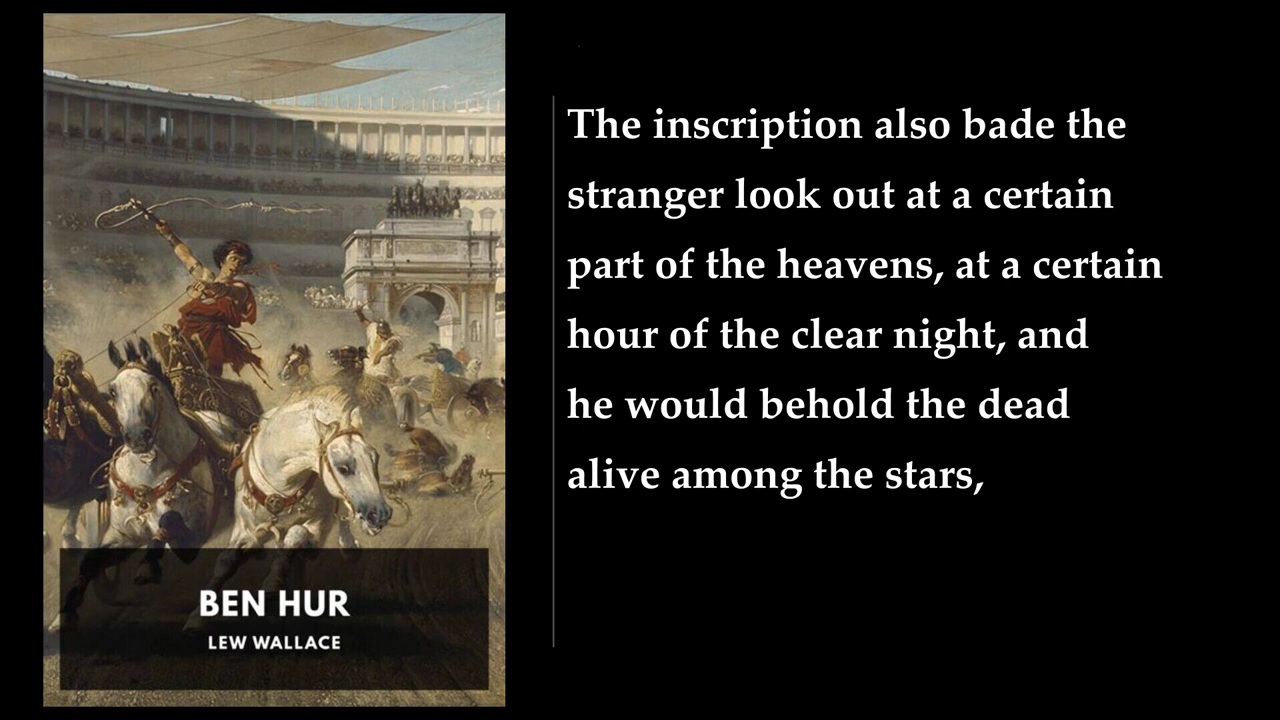 The inscription also bade the
stranger look out at a certain
part of the heavens, at a certain
hour of the clear night, and
he would behold the dead
alive among the stars,
BEN HUR
LEW WALLACE